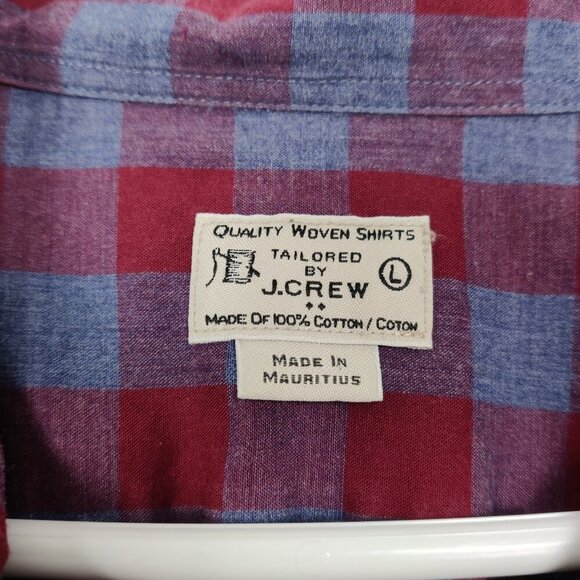 QUALITY WOVEN SHIRTS
TAILORED
BY
J.CREW
L
MADE OF 100% COTTON / COTON
MADE IN
MAURITIUS